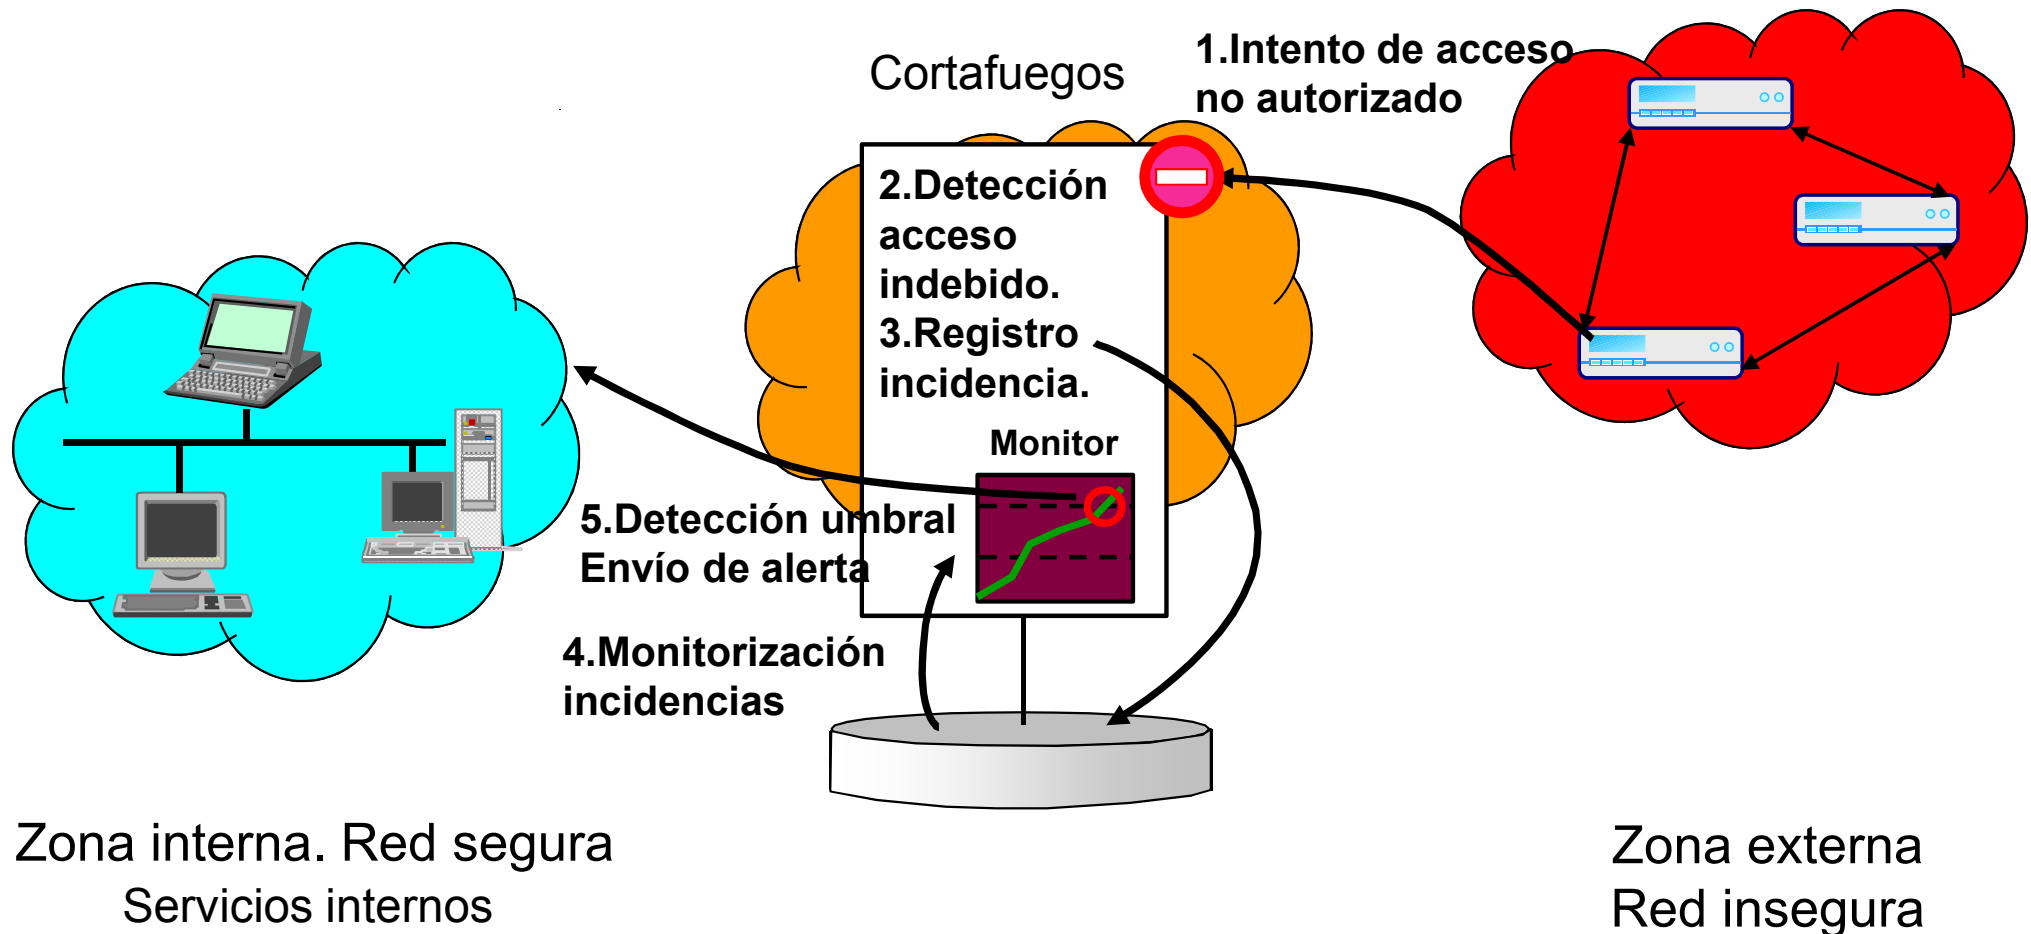 Cortafuegos
1.Intento de acceso
no autorizado
2.Detección
acceso
indebido.
3.Registro
incidencia.
Monitor
5.Detección umbral
Envío de alerta
4.Monitorización
incidencias
Zona interna. Red segura
Servicios internos
Zona externa
Red insegura